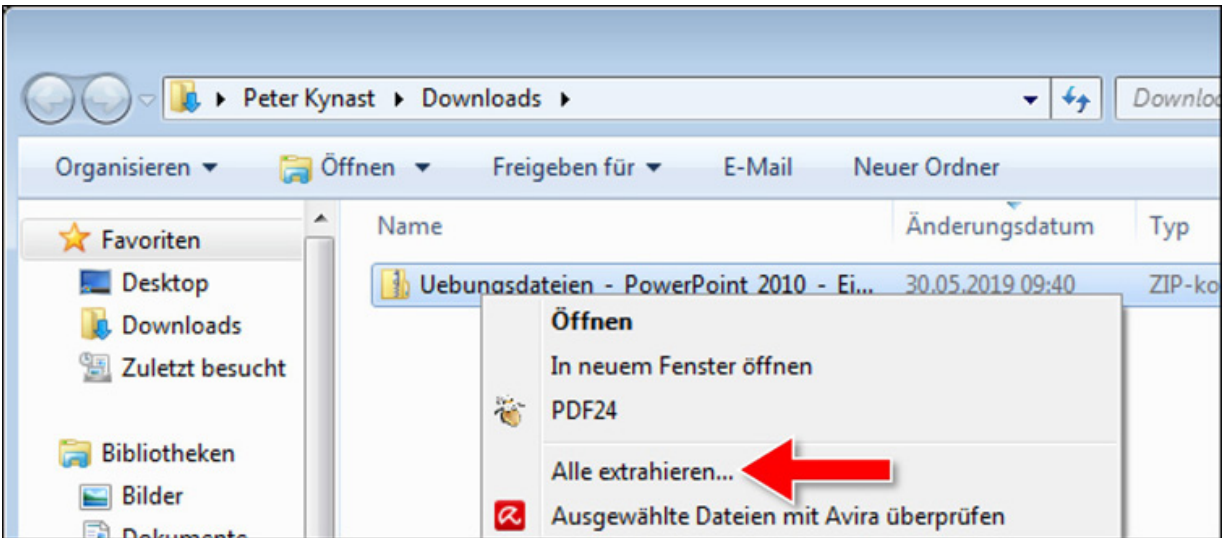 Peter Kynast Downloads
Organisieren Öffnen Freigeben für E-Mail Neuer Ordner
Favoriten
Desktop
Downloads
Zuletzt besucht
Bibliotheken
Bilder
Name Änderungsdatum Typ
Uebungsdateien - PowerPoint 2010 - Ei... 30.05.2019 09:40
Öffnen
In neuem Fenster öffnen
PDF24
Alle extrahieren...
Ausgewählte Dateien mit Avira überprüfen